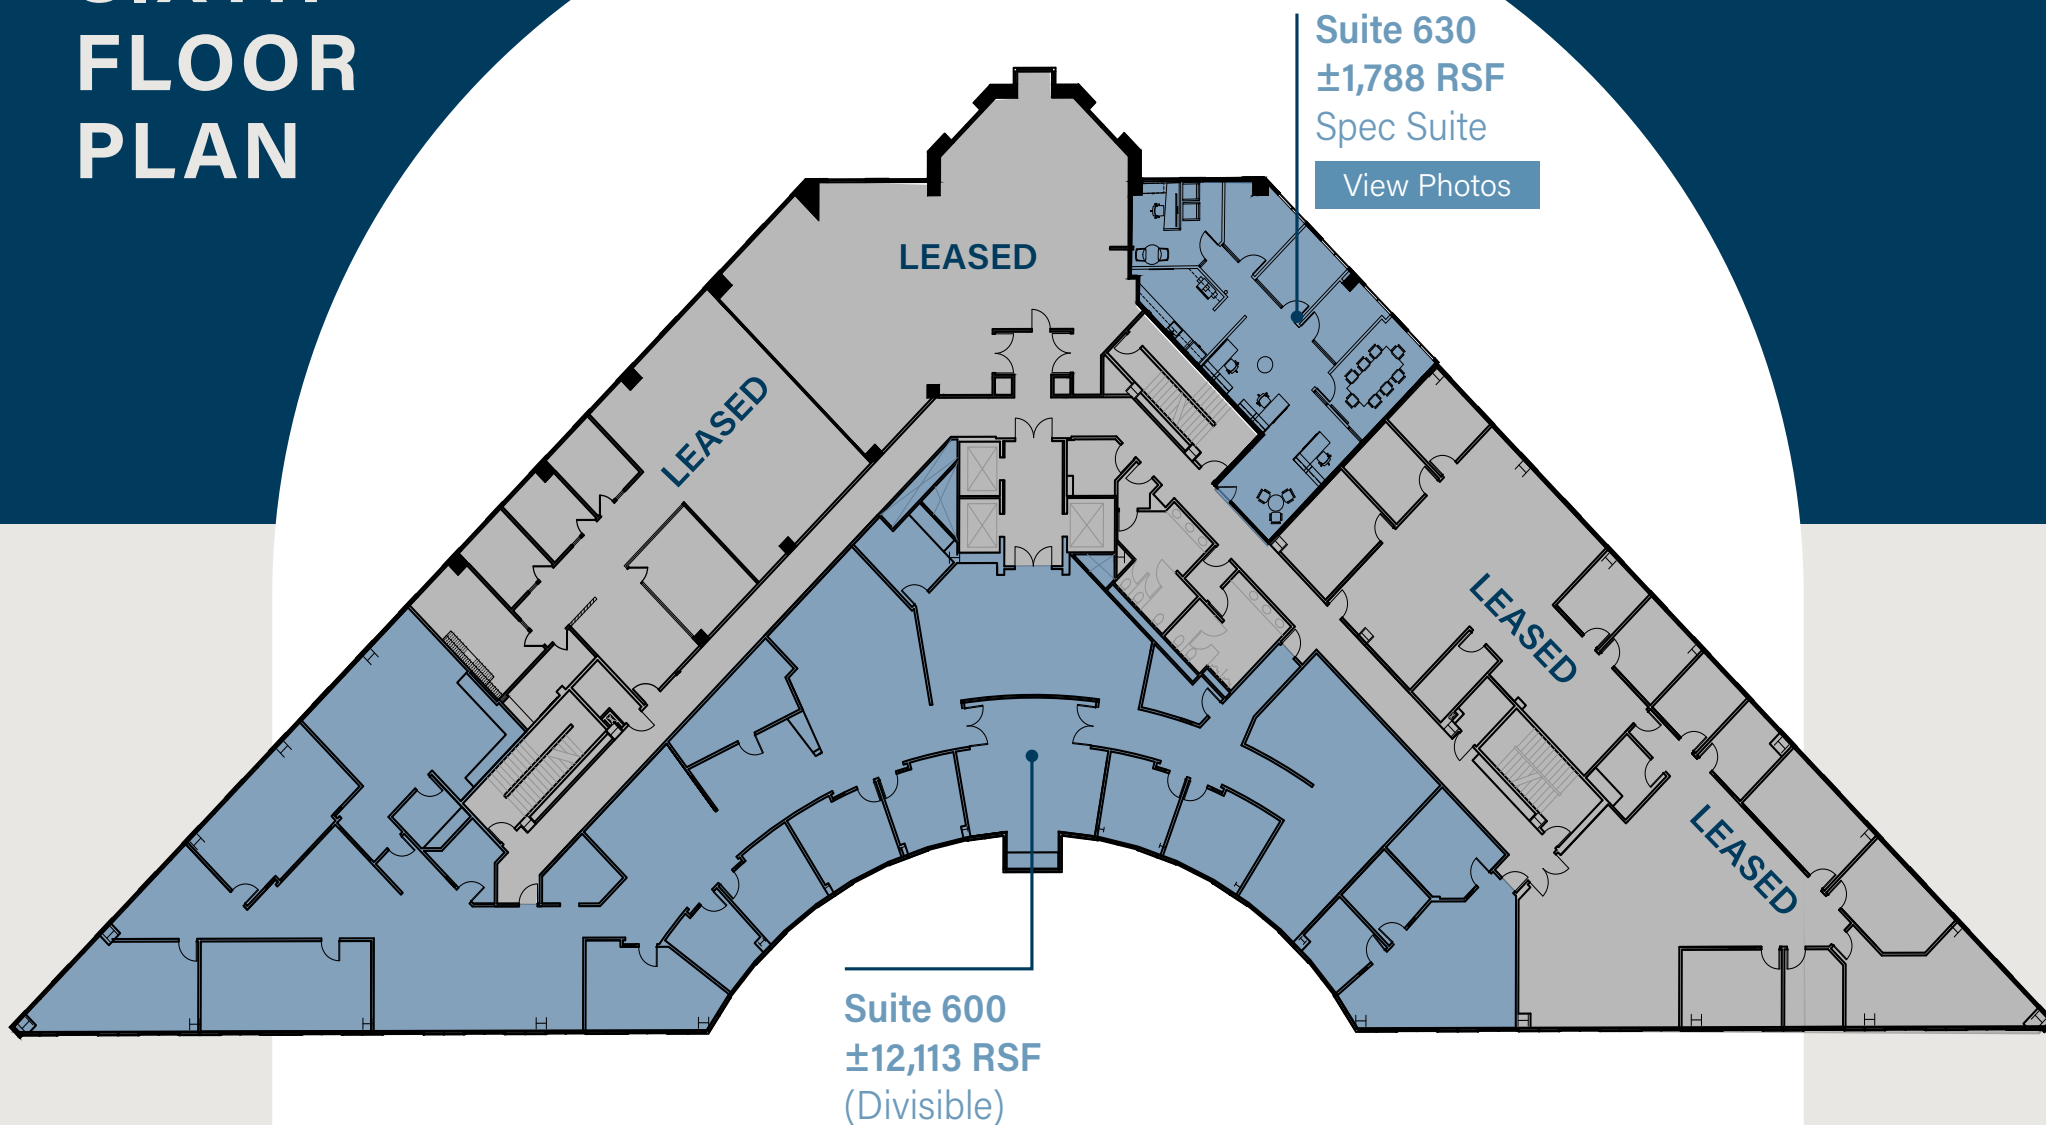 FLOOR
PLAN
Suite 630
±1,788 RSF
Spec Suite
View Photos
LEASED
LEASED
LEASED
LEASED
Suite 600
±12,113 RSF
(Divisible)